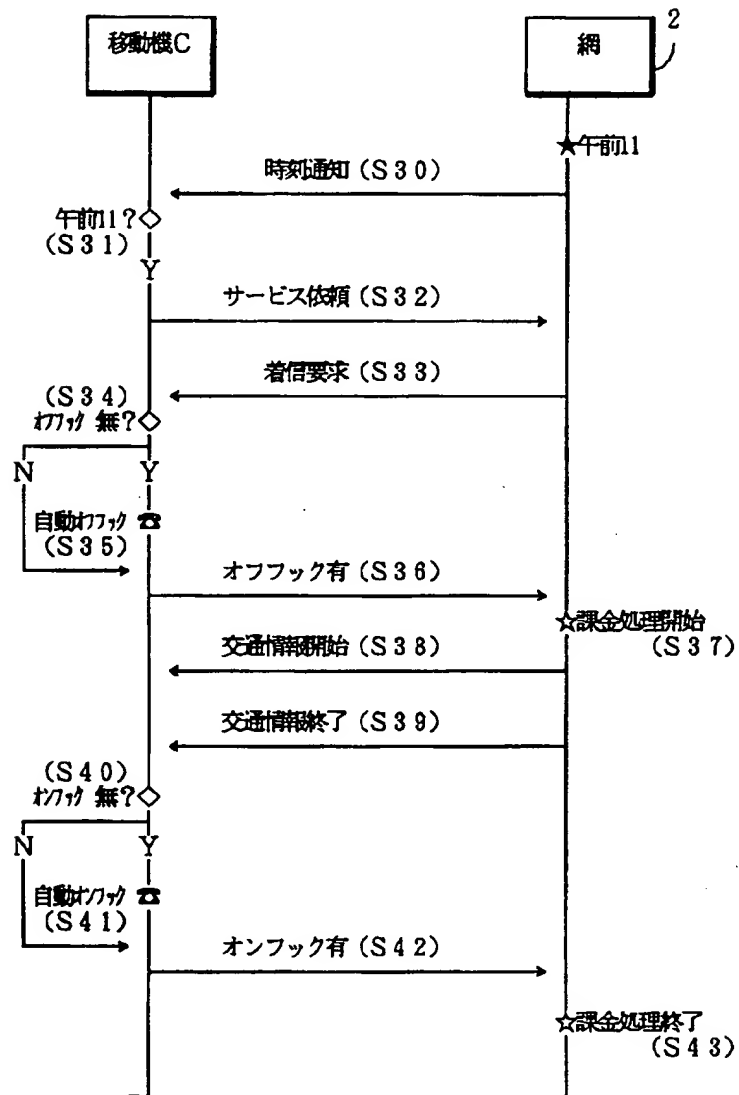 移動機C
網
2
★午前11
時刻通知(S30)
午前11?◇
(S31)
Y
サービス依頼(S32)
着信要求(S33)
(S34)
オフフック 無?◇
N
Y
自動オフフック ☎
(S35)
オフフック有(S36)
☆課金処理開始
(S37)
交通情報開始(S38)
交通情報終了(S39)
(S40)
オンフック 無?◇
N
Y
自動オンフック ☎
(S41)
オンフック有(S42)
☆課金処理終了
(S43)